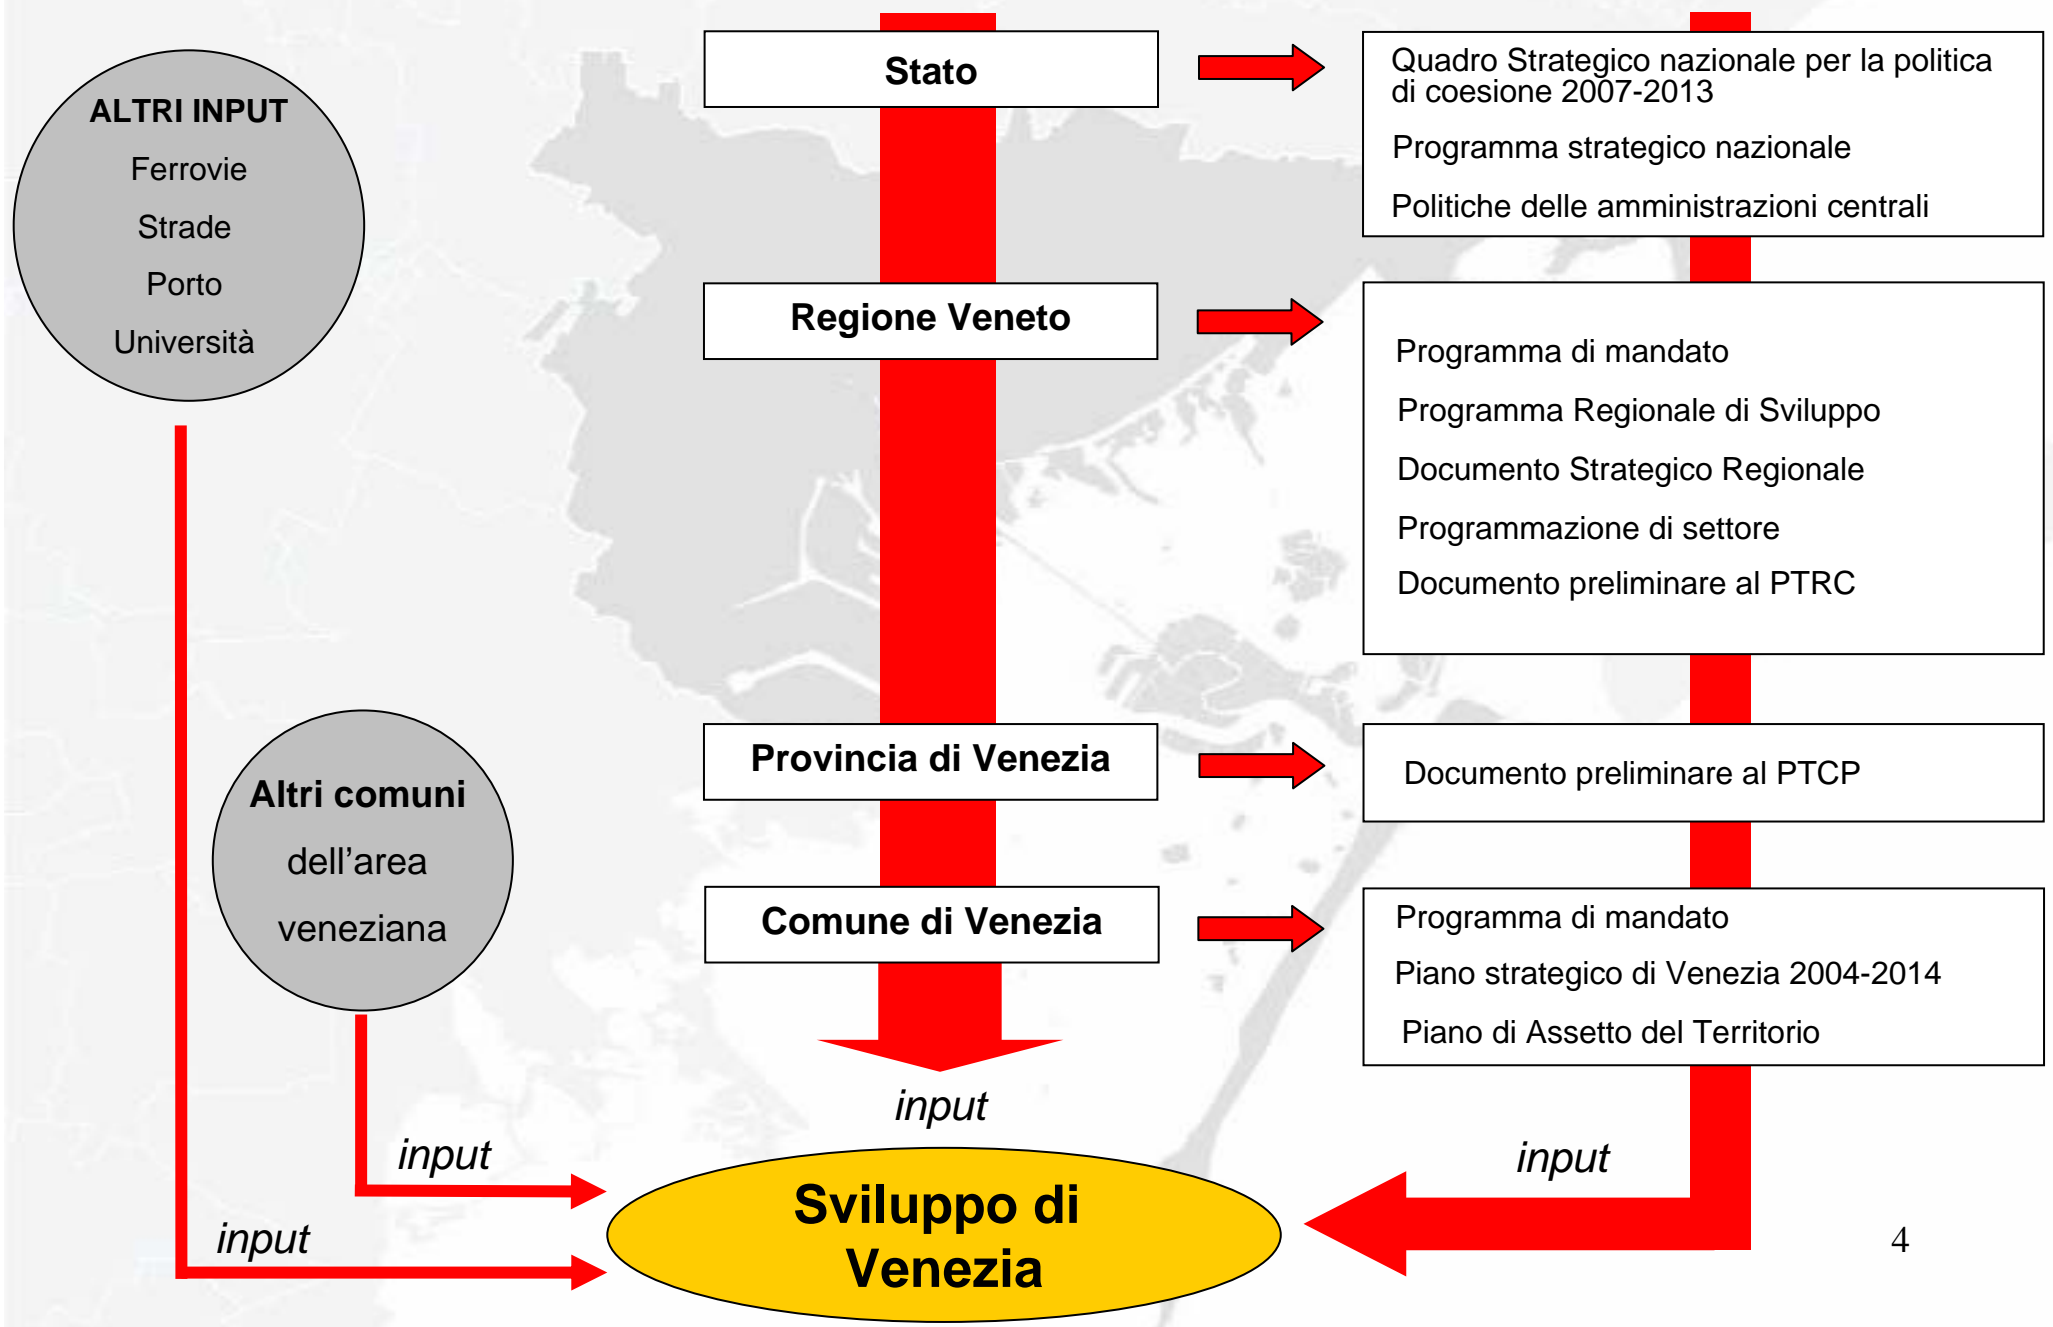 ALTRI INPUT
Ferrovie
Strade
Porto
Università
Altri comuni
dell’area
veneziana
Stato
Quadro Strategico nazionale per la politica
di coesione 2007-2013
Programma strategico nazionale
Politiche delle amministrazioni centrali
Regione Veneto
Programma di mandato
Programma Regionale di Sviluppo
Documento Strategico Regionale
Programmazione di settore
Documento preliminare al PTRC
Provincia di Venezia
Documento preliminare al PTCP
Comune di Venezia
Programma di mandato
Piano strategico di Venezia 2004-2014
Piano di Assetto del Territorio
input
input
input
input
Sviluppo di
Venezia
4